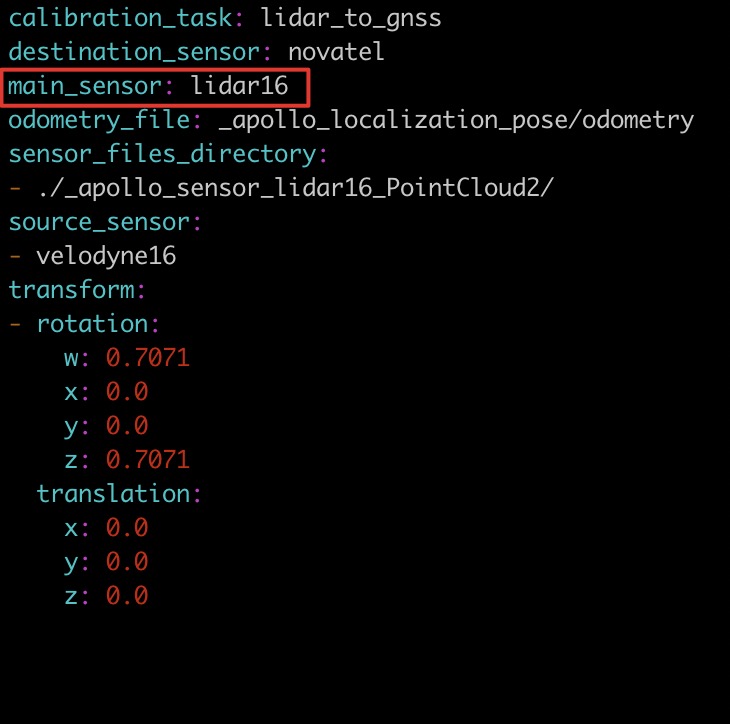 calibration_task: lidar_to_gnss
destination_sensor: novatel
main_sensor: lidar16
odometry_file: _apollo_localization_pose/odometry
sensor_files_directory:
- ./_apollo_sensor_lidar16_PointCloud2/
source_sensor:
- velodyne16
transform:
- rotation:
    w: 0.7071
    x: 0.0
    y: 0.0
    z: 0.7071
  translation:
    x: 0.0
    y: 0.0
    z: 0.0